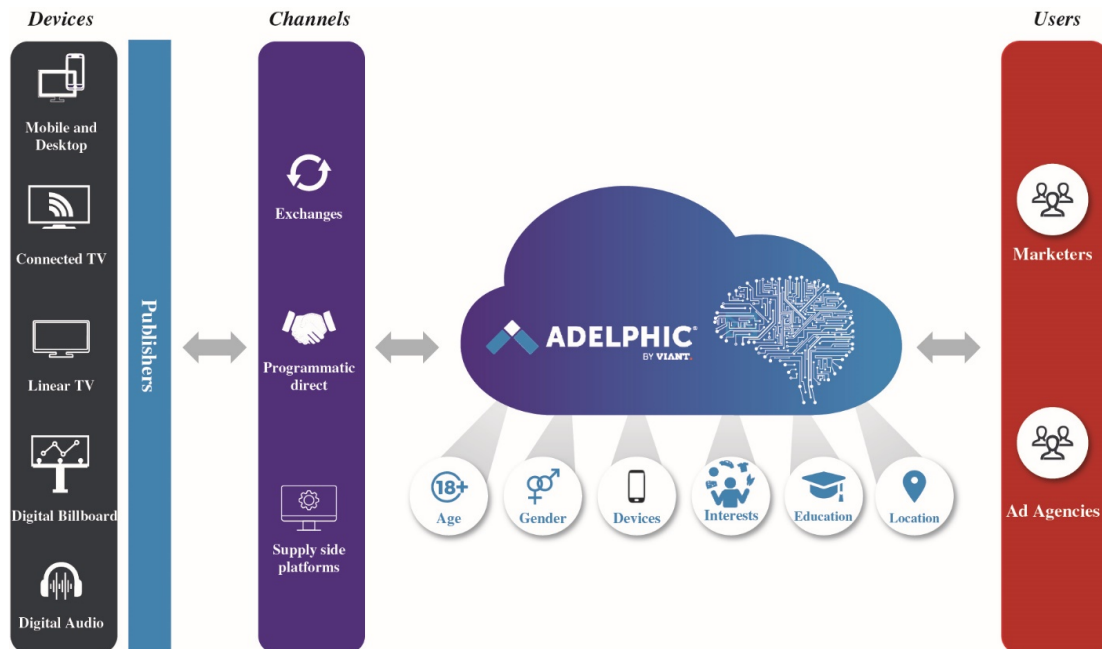 Devices
Channels
Users
Mobile and
Desktop
Connected TV
Linear TV
Digital Billboard
Digital Audio
Publishers
Exchanges
Programmatic
direct
Supply side
platforms
ADELPHIC®
BY VIANT.
18+
Age
Gender
Devices
Interests
Education
Location
Marketers
Ad Agencies